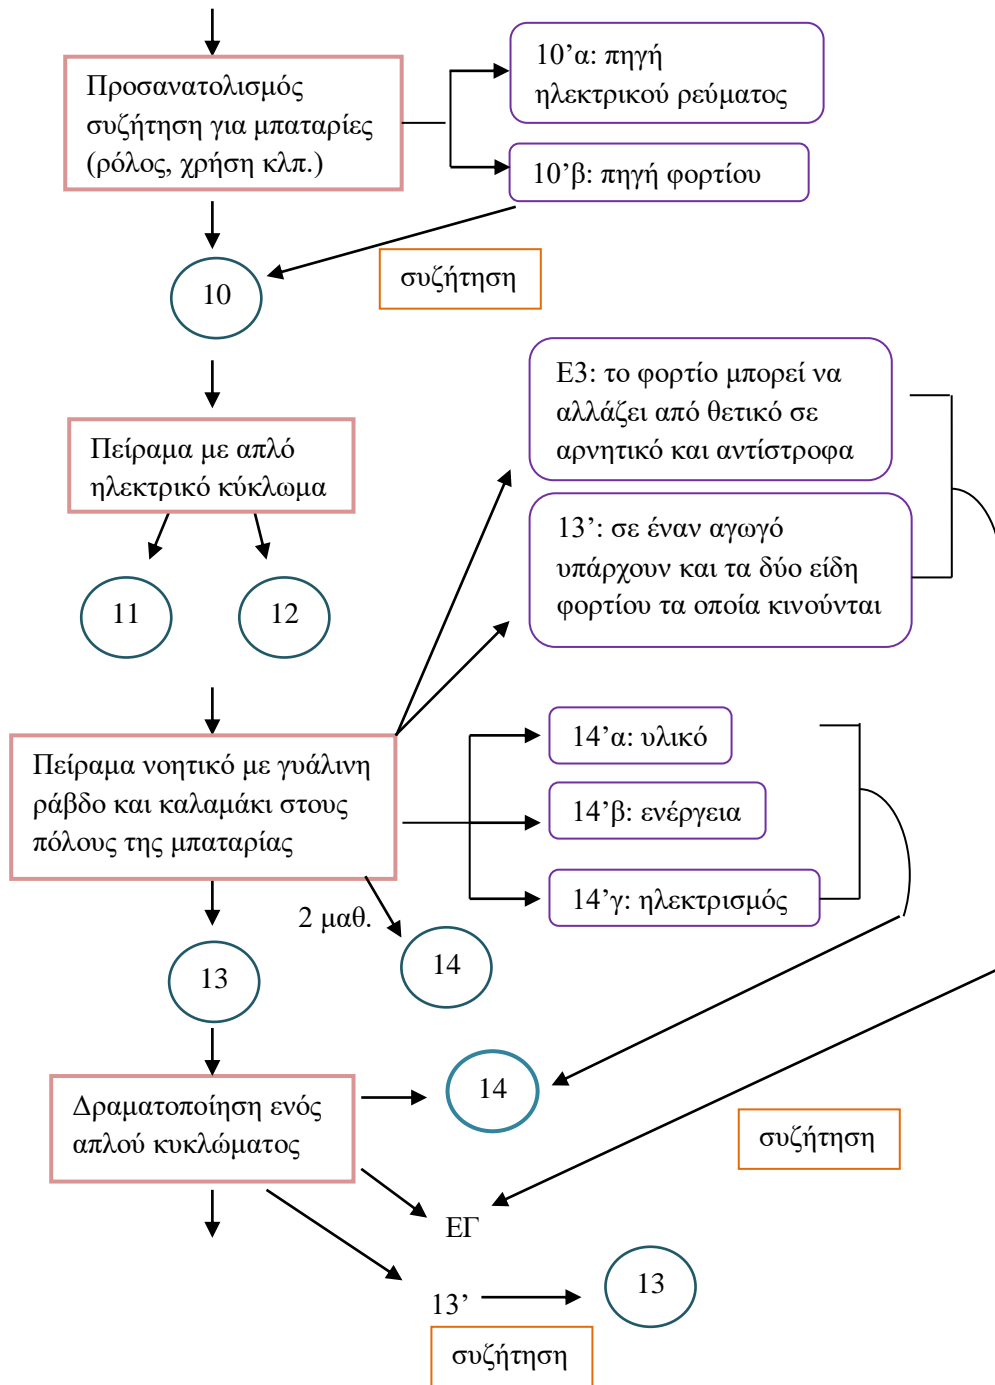 Προσανατολισμός
συζήτηση για μπαταρίες
(ρόλος, χρήση κλπ.)
10’α: πηγή
ηλεκτρικού ρεύματος
10’β: πηγή φορτίου
συζήτηση
10
Πείραμα με απλό
ηλεκτρικό κύκλωμα
Ε3: το φορτίο μπορεί να
αλλάζει από θετικό σε
αρνητικό και αντίστροφα
13’: σε έναν αγωγό
υπάρχουν και τα δύο είδη
φορτίου τα οποία κινούνται
11
12
Πείραμα νοητικό με γυάλινη
ράβδο και καλαμάκι στους
πόλους της μπαταρίας
14’α: υλικό
14’β: ενέργεια
14’γ: ηλεκτρισμός
2 μαθ.
13
14
Δραματοποίηση ενός
απλού κυκλώματος
14
συζήτηση
ΕΓ
13’
13
συζήτηση